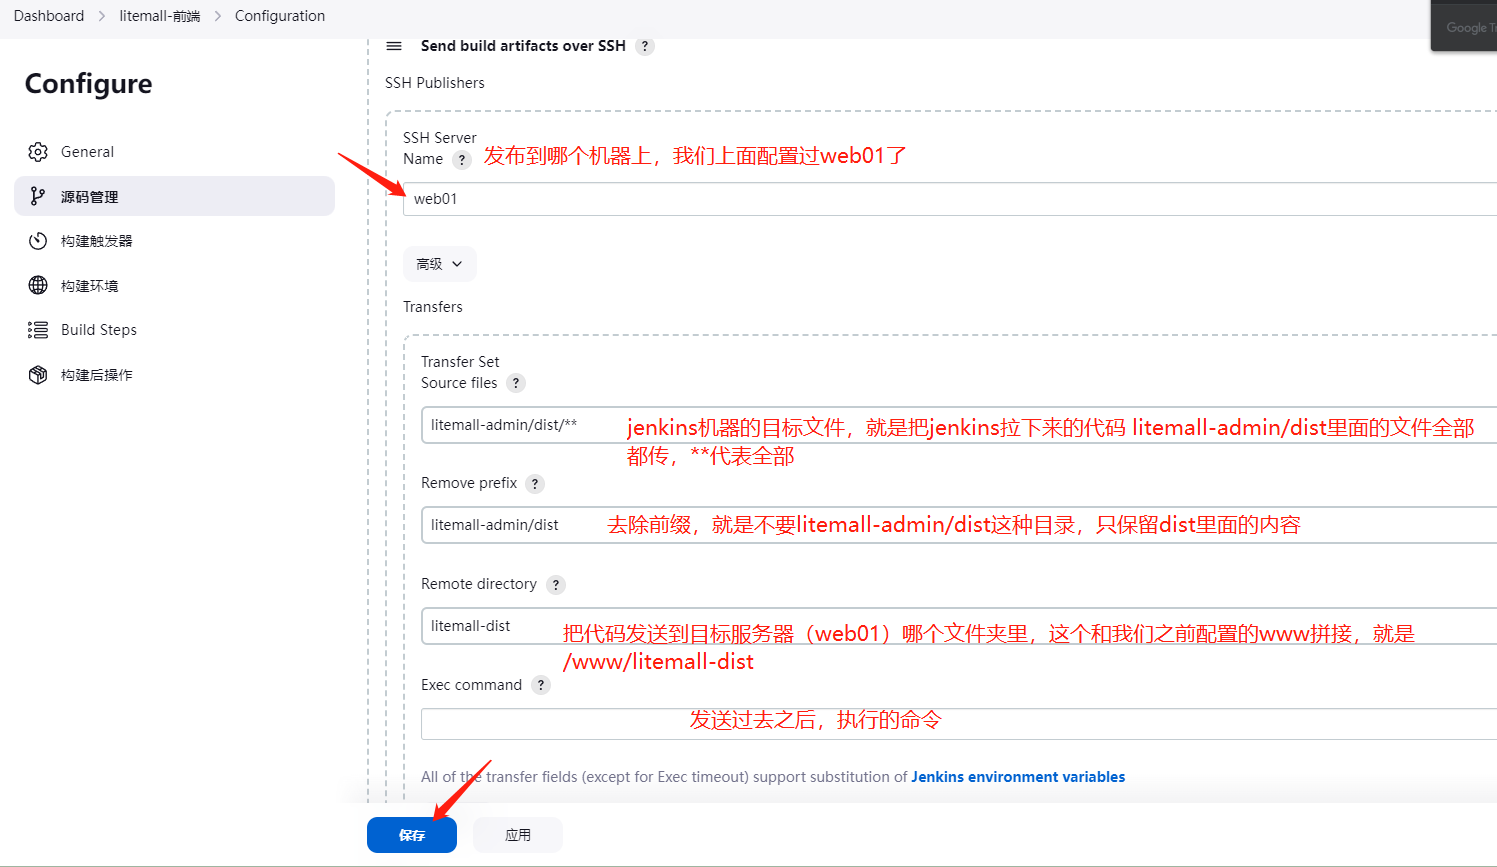 Dashboard > litemall-前端 > Configuration
Google
Configure
General
源码管理
构建触发器
构建环境
Build Steps
构建后操作
Send build artifacts over SSH ?
SSH Publishers
SSH Server
Name ? 发布到哪个机器上，我们上面配置过web01了
web01
高级
Transfers
Transfer Set
Source files ?
litemall-admin/dist/** jenkins机器的目标文件，就是把jenkins拉下来的代码 litemall-admin/dist里面的文件全部
都传，**代表全部
Remove prefix ?
litemall-admin/dist 去除前缀，就是不要litemall-admin/dist这种目录，只保留dist里面的内容
Remote directory ?
litemall-dist 把代码发送到目标服务器（web01）哪个文件夹里，这个和我们之前配置的www拼接，就是
/www/litemall-dist
Exec command ?
发送过去之后，执行的命令
All of the transfer fields (except for Exec timeout) support substitution of Jenkins environment variables
保存 应用